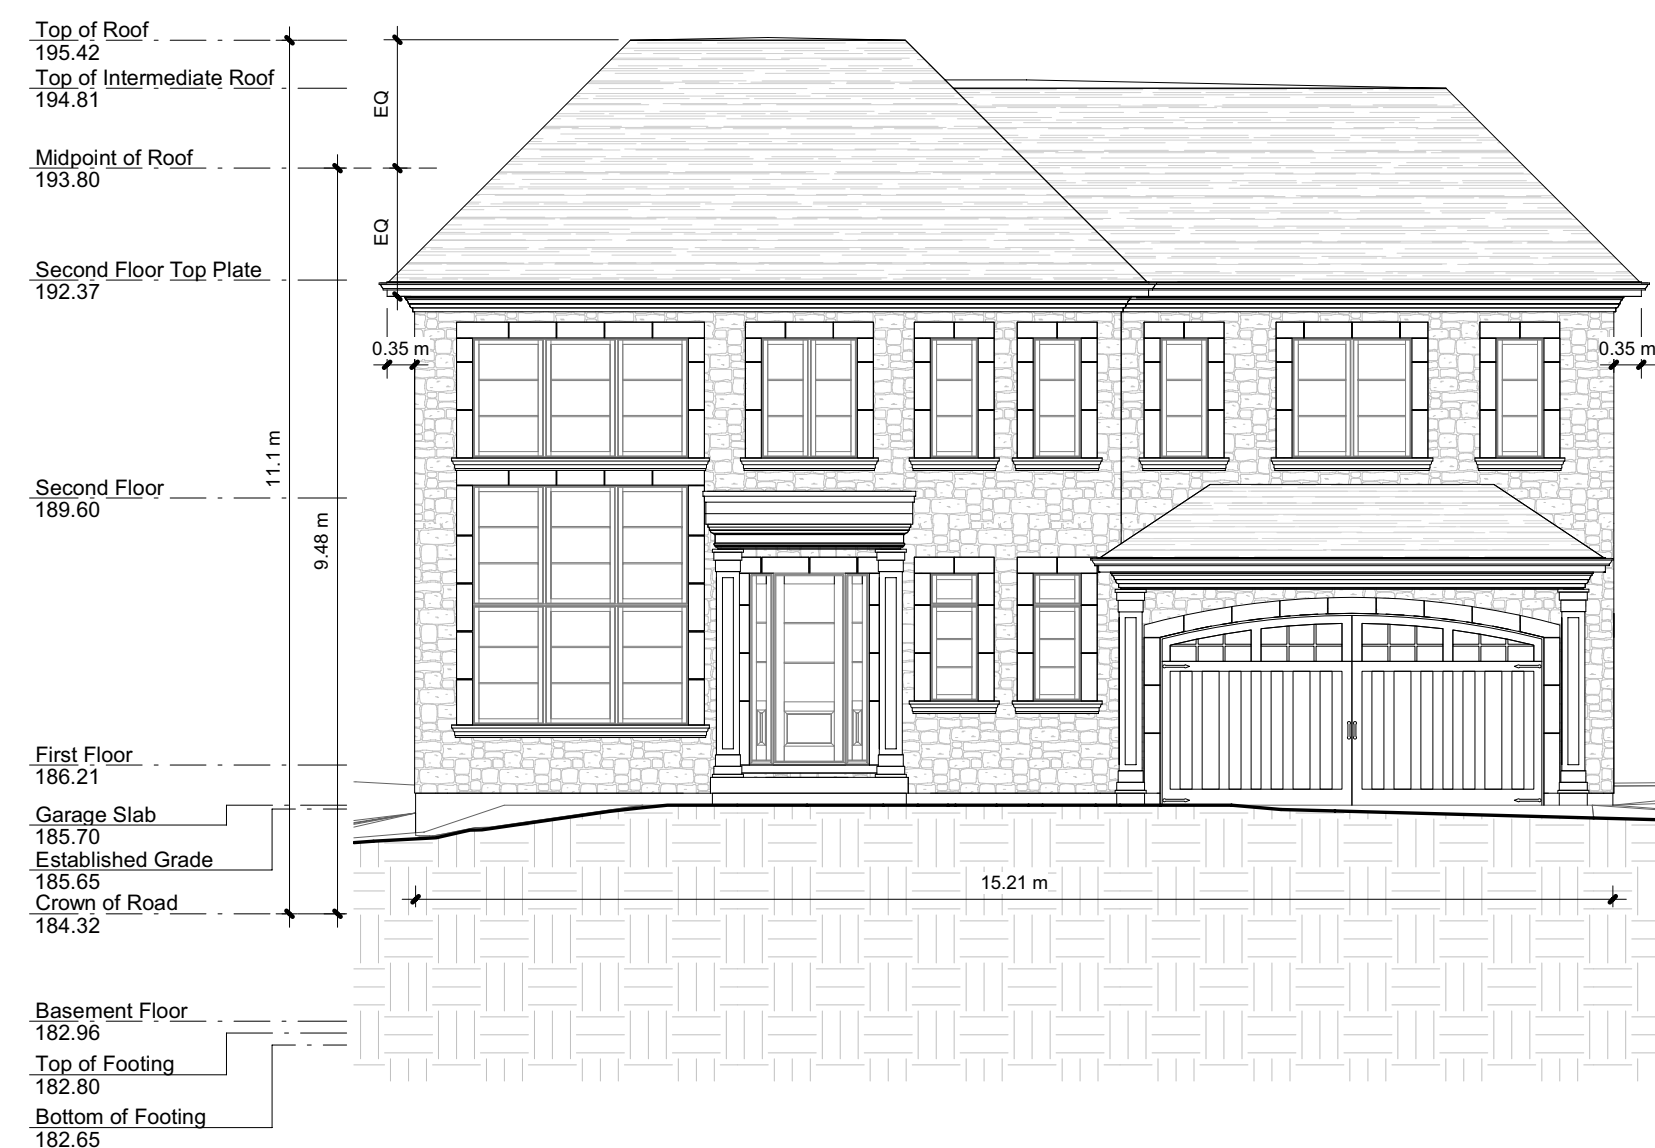 Top of Roof
195.42
Top of Intermediate Roof
194.81
Midpoint of Roof
193.80
Second Floor Top Plate
192.37
Second Floor
189.60
First Floor
186.21
Garage Slab
185.70
Established Grade
185.65
Crown of Road
184.32
Basement Floor
182.96
Top of Footing
182.80
Bottom of Footing
182.65
11.1 m
9.48 m
EQ
EQ
0.35 m
0.35 m
15.21 m